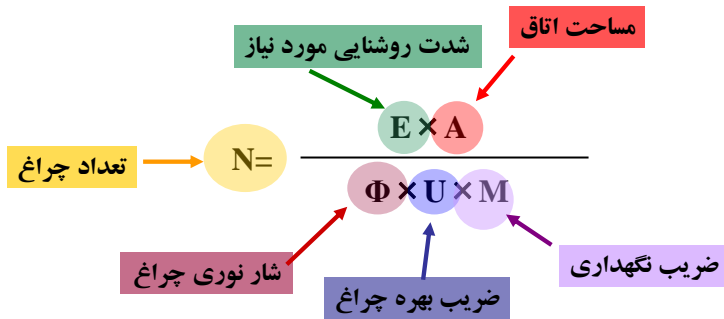 مساحت اتاق
شدت روشنایی مورد نیاز
E × A
تعداد چراغ
N=
Φ × U × M
ضریب نگهداری
شار نوری چراغ
ضریب بهره چراغ